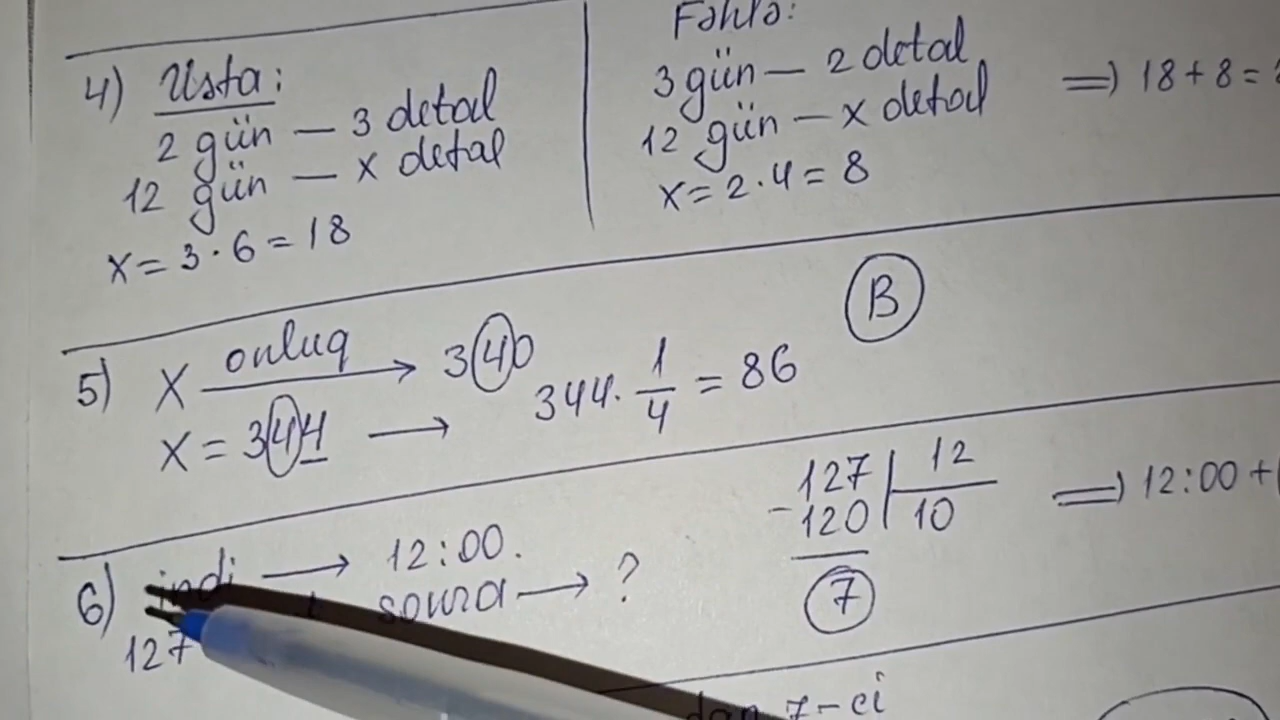 4) Usta:
2 gün — 3 detal
12 gün — x detal
x = 3 · 6 = 18
Fəhlə:
3 gün — 2 detal
12 gün — x detal
x = 2 · 4 = 8
⇒ 18 + 8 =
5) X onluq → 340
X = 344 → 344 · 1/4 = 86
B
6) indi → 12:00.
127 sonra → ?
127 | 12
- 120 | 10
7
⇒ 12:00 +
7-ci